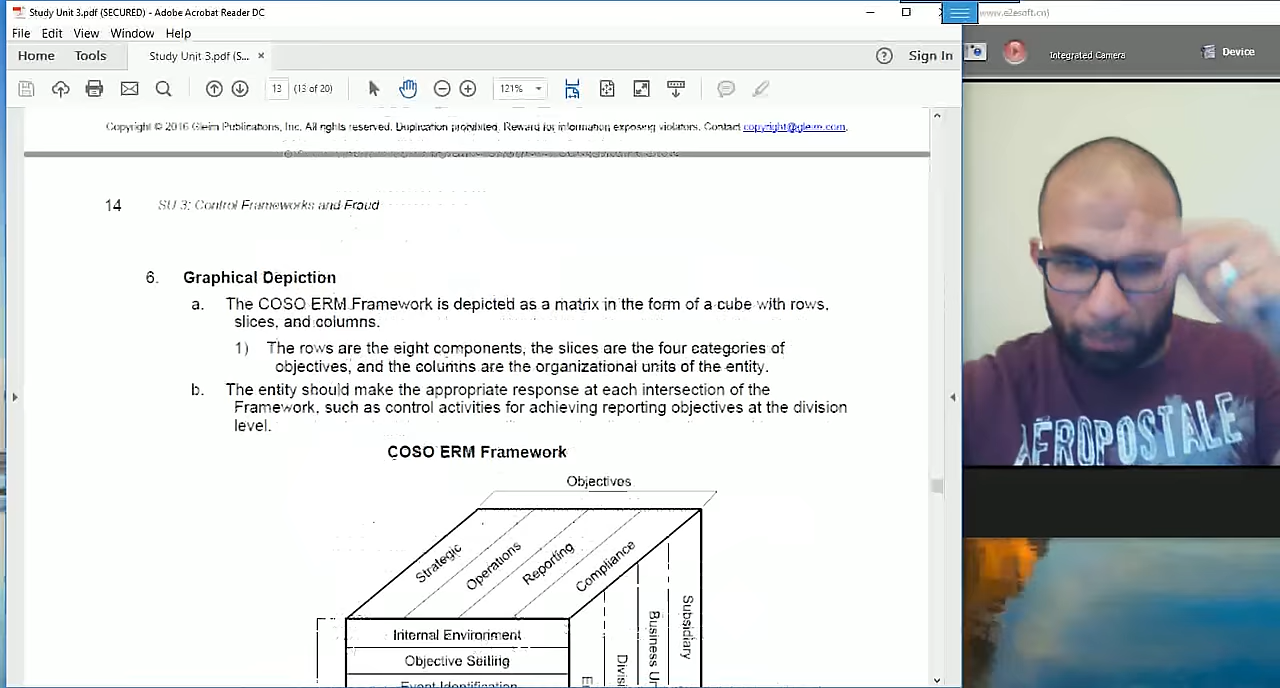 Study Unit 3.pdf (SECURED) - Adobe Acrobat Reader DC
www.e2esoft.cn)
File Edit View Window Help
Home Tools Study Unit 3.pdf (S... × Sign In
Integrated Camera Device
13 (13 of 20) 121%
Copyright © 2016 Gleim Publications, Inc. All rights reserved. Duplication prohibited. Reward for information exposing violators. Contact copyright@gleim.com.
14 SU 3: Control Frameworks and Fraud
6. Graphical Depiction
a. The COSO ERM Framework is depicted as a matrix in the form of a cube with rows,
slices, and columns.
1) The rows are the eight components, the slices are the four categories of
objectives, and the columns are the organizational units of the entity.
b. The entity should make the appropriate response at each intersection of the
Framework, such as control activities for achieving reporting objectives at the division
level.
COSO ERM Framework
Objectives
Strategic
Operations
Reporting
Compliance
Internal Environment
Objective Setting
Event Identification
Subsidiary
AÉROPOSTALE